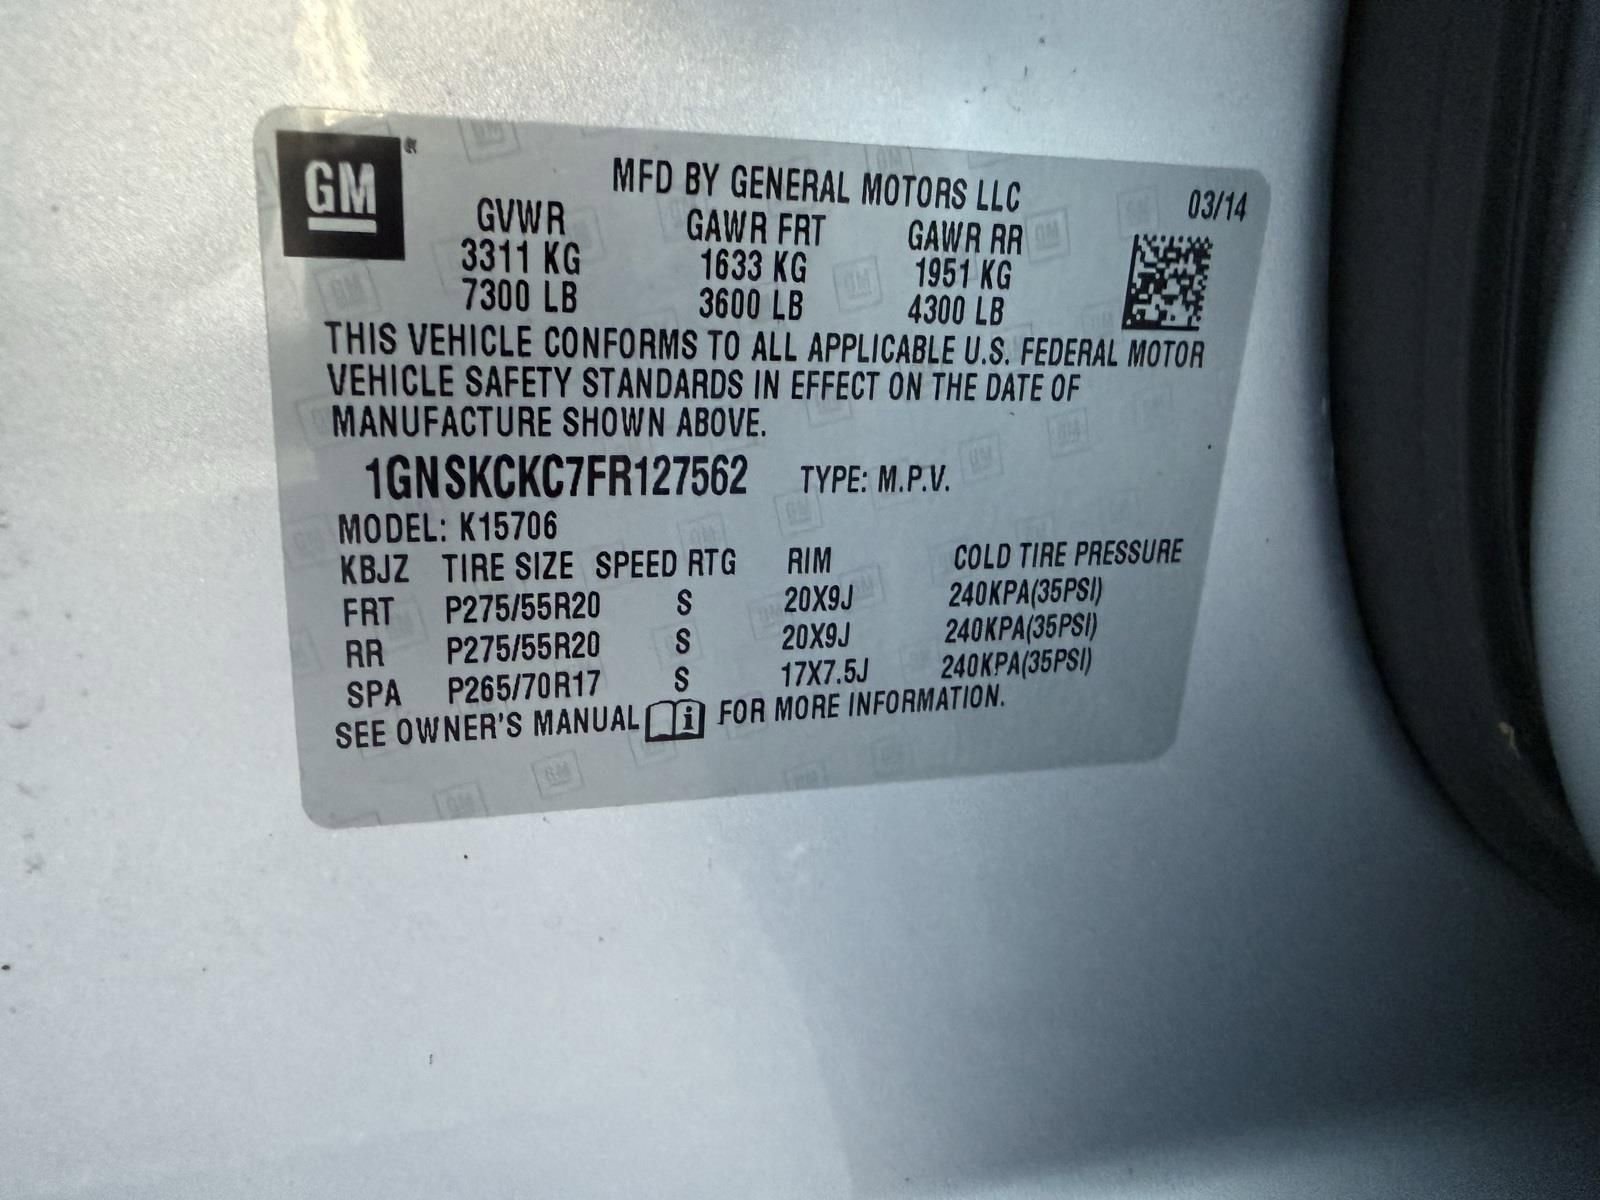 GM
MFD BY GENERAL MOTORS LLC 03/14
GVWR GAWR FRT GAWR RR
3311 KG 1633 KG 1951 KG
7300 LB 3600 LB 4300 LB
THIS VEHICLE CONFORMS TO ALL APPLICABLE U.S. FEDERAL MOTOR
VEHICLE SAFETY STANDARDS IN EFFECT ON THE DATE OF
MANUFACTURE SHOWN ABOVE.
1GNSKCKC7FR127562 TYPE: M.P.V.
MODEL: K15706
KBJZ TIRE SIZE SPEED RTG RIM COLD TIRE PRESSURE
FRT P275/55R20 S 20X9J 240KPA(35PSI)
RR P275/55R20 S 20X9J 240KPA(35PSI)
SPA P265/70R17 S 17X7.5J 240KPA(35PSI)
SEE OWNER'S MANUAL i FOR MORE INFORMATION.